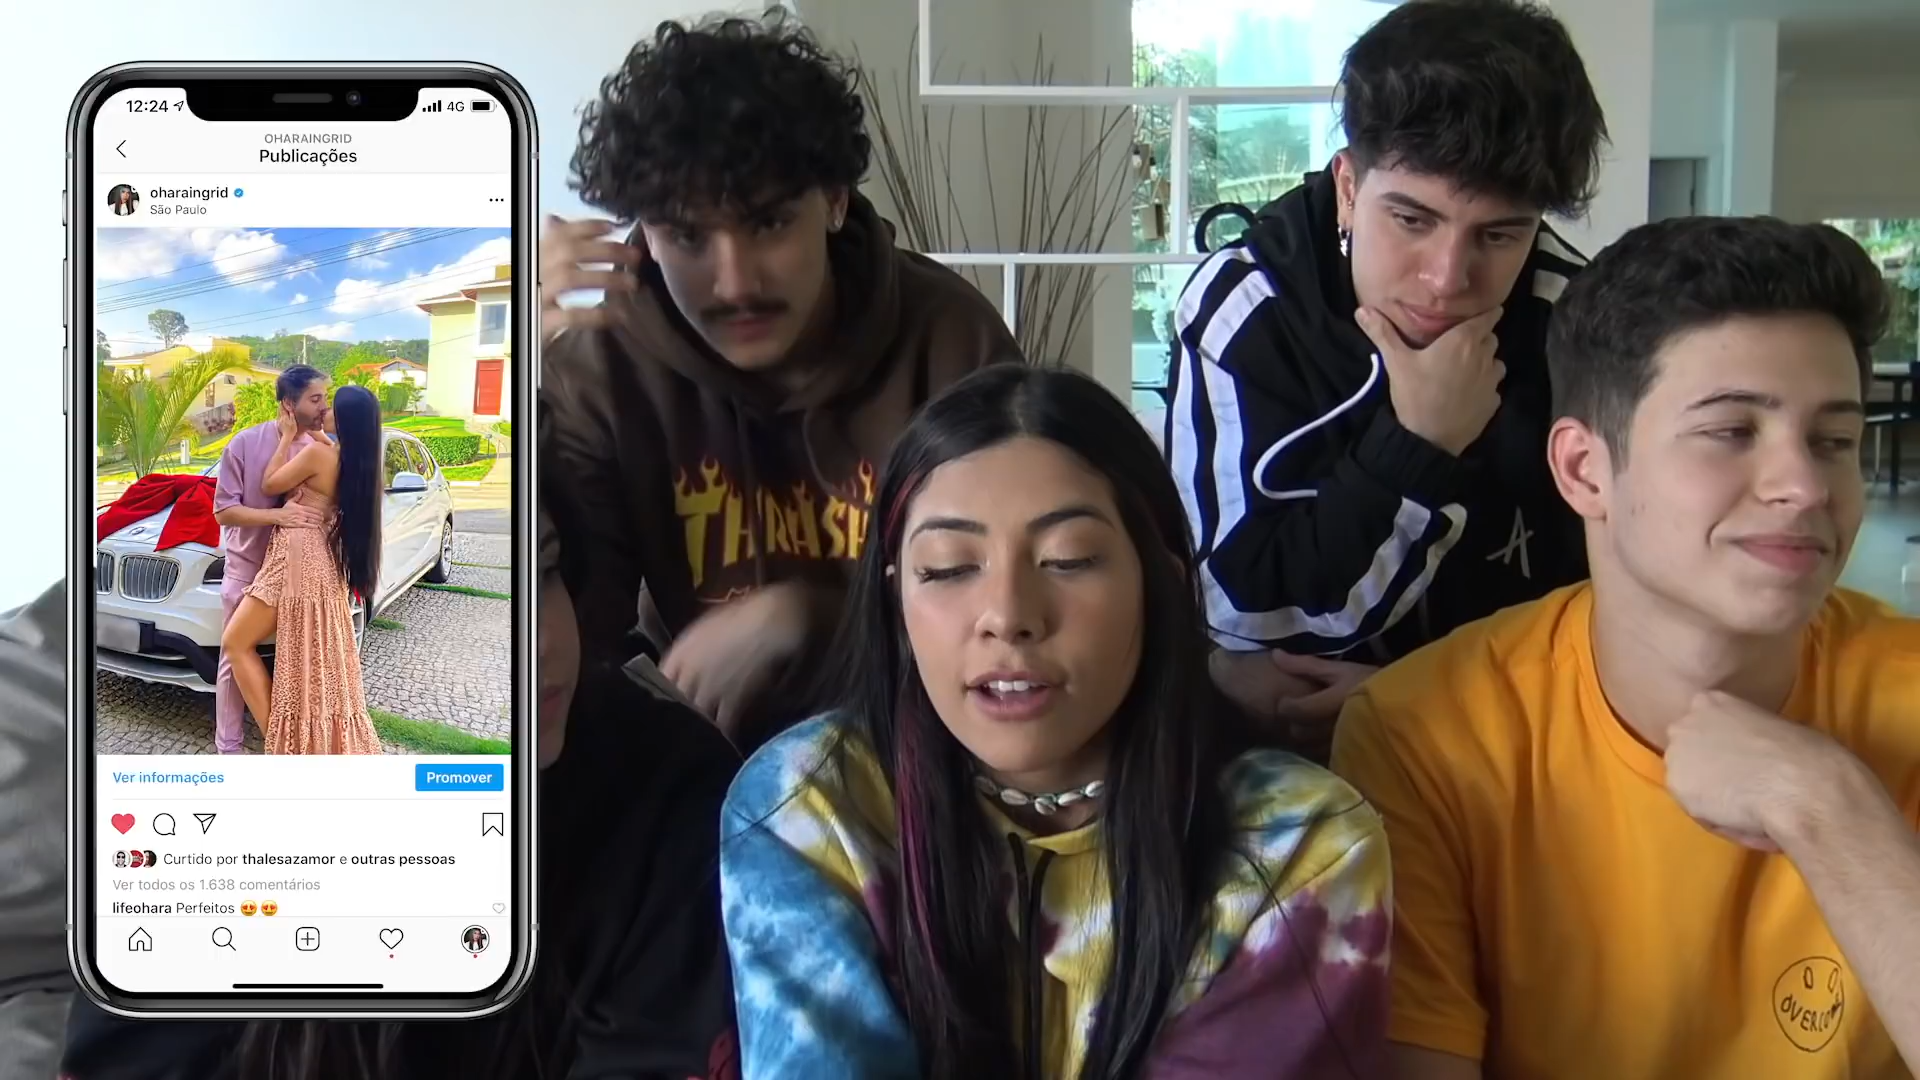 12:24
4G
OHARAINGRID
Publicações
oharaingrid
São Paulo
Ver informações
Promover
Curtido por thalesazamor e outras pessoas
Ver todos os 1.638 comentários
lifeohara Perfeitos
THRASH
A